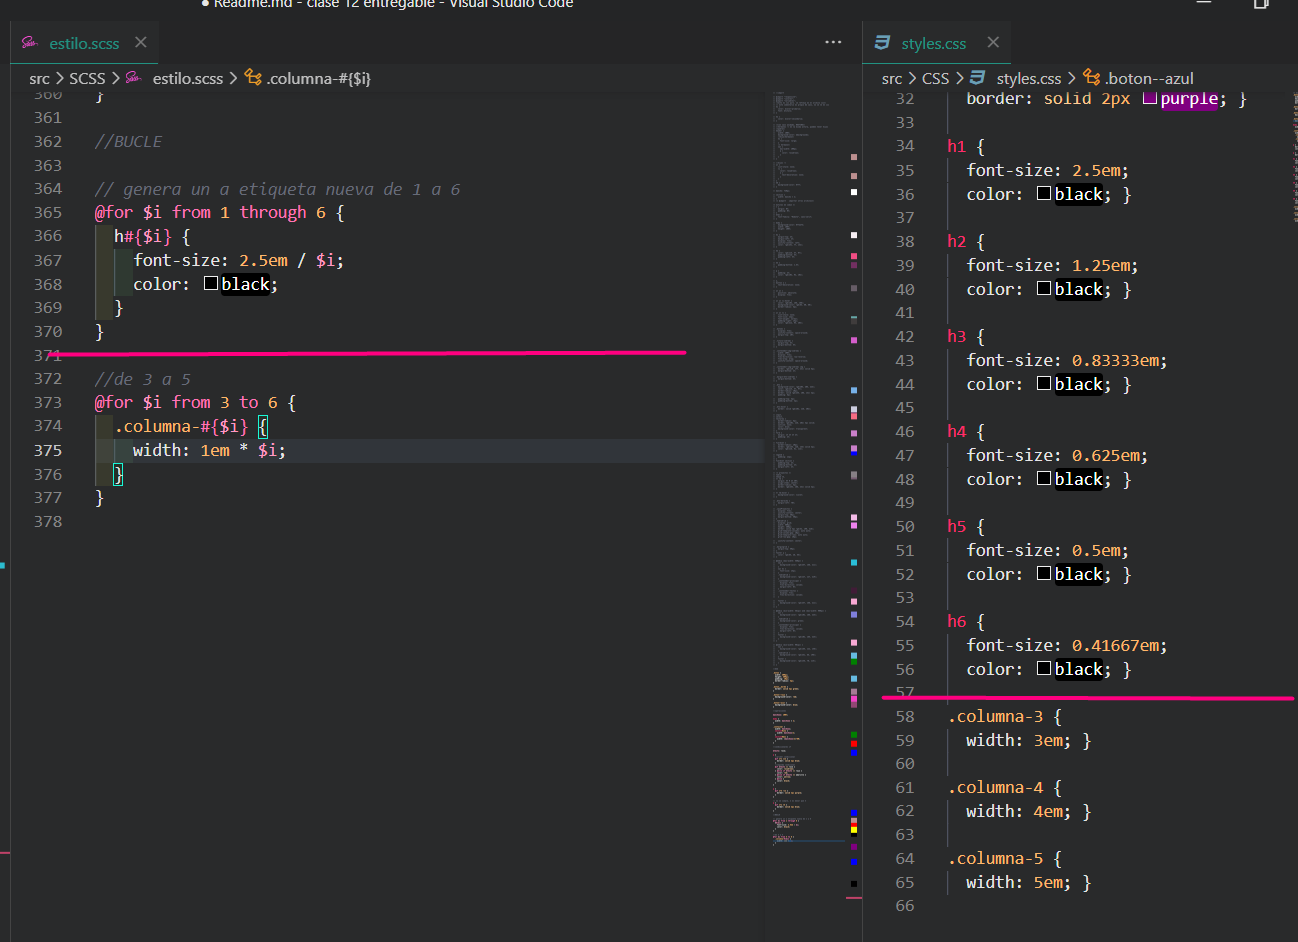 ● Readme.md - clase 12 entregable - Visual Studio Code
estilo.scss ×
src > SCSS > estilo.scss > .columna-#{$i}
360 }
361
362 //BUCLE
363
364 // genera un a etiqueta nueva de 1 a 6
365 @for $i from 1 through 6 {
366 h#{$i} {
367 font-size: 2.5em / $i;
368 color: black;
369 }
370 }
371
372 //de 3 a 5
373 @for $i from 3 to 6 {
374 .columna-#{$i} {
375 width: 1em * $i;
376 }
377 }
378
styles.css ×
src > CSS > styles.css > .boton--azul
32 border: solid 2px purple; }
33
34 h1 {
35 font-size: 2.5em;
36 color: black; }
37
38 h2 {
39 font-size: 1.25em;
40 color: black; }
41
42 h3 {
43 font-size: 0.83333em;
44 color: black; }
45
46 h4 {
47 font-size: 0.625em;
48 color: black; }
49
50 h5 {
51 font-size: 0.5em;
52 color: black; }
53
54 h6 {
55 font-size: 0.41667em;
56 color: black; }
57
58 .columna-3 {
59 width: 3em; }
60
61 .columna-4 {
62 width: 4em; }
63
64 .columna-5 {
65 width: 5em; }
66